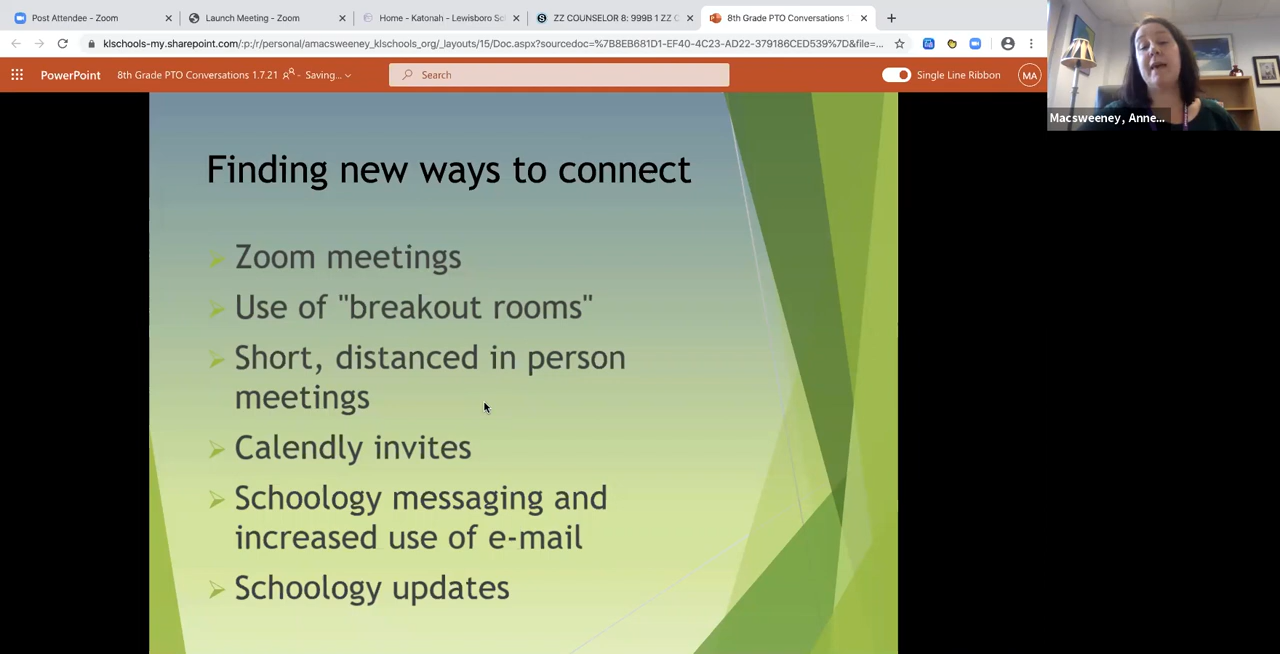 Post Attendee - Zoom
Launch Meeting - Zoom
Home - Katonah - Lewisboro Sc
ZZ COUNSELOR 8: 999B 1 ZZ C
8th Grade PTO Conversations 1
klschools-my.sharepoint.com/:p:/r/personal/amacsweeney_klschools_org/_layouts/15/Doc.aspx?sourcedoc=%7B8EB681D1-EF40-4C23-AD22-379186CED539%7D&file=...
PowerPoint
8th Grade PTO Conversations 1.7.21 - Saving...
Search
Single Line Ribbon
MA
Macsweeney, Anne...
Finding new ways to connect
Zoom meetings
Use of "breakout rooms"
Short, distanced in person
meetings
Calendly invites
Schoology messaging and
increased use of e-mail
Schoology updates